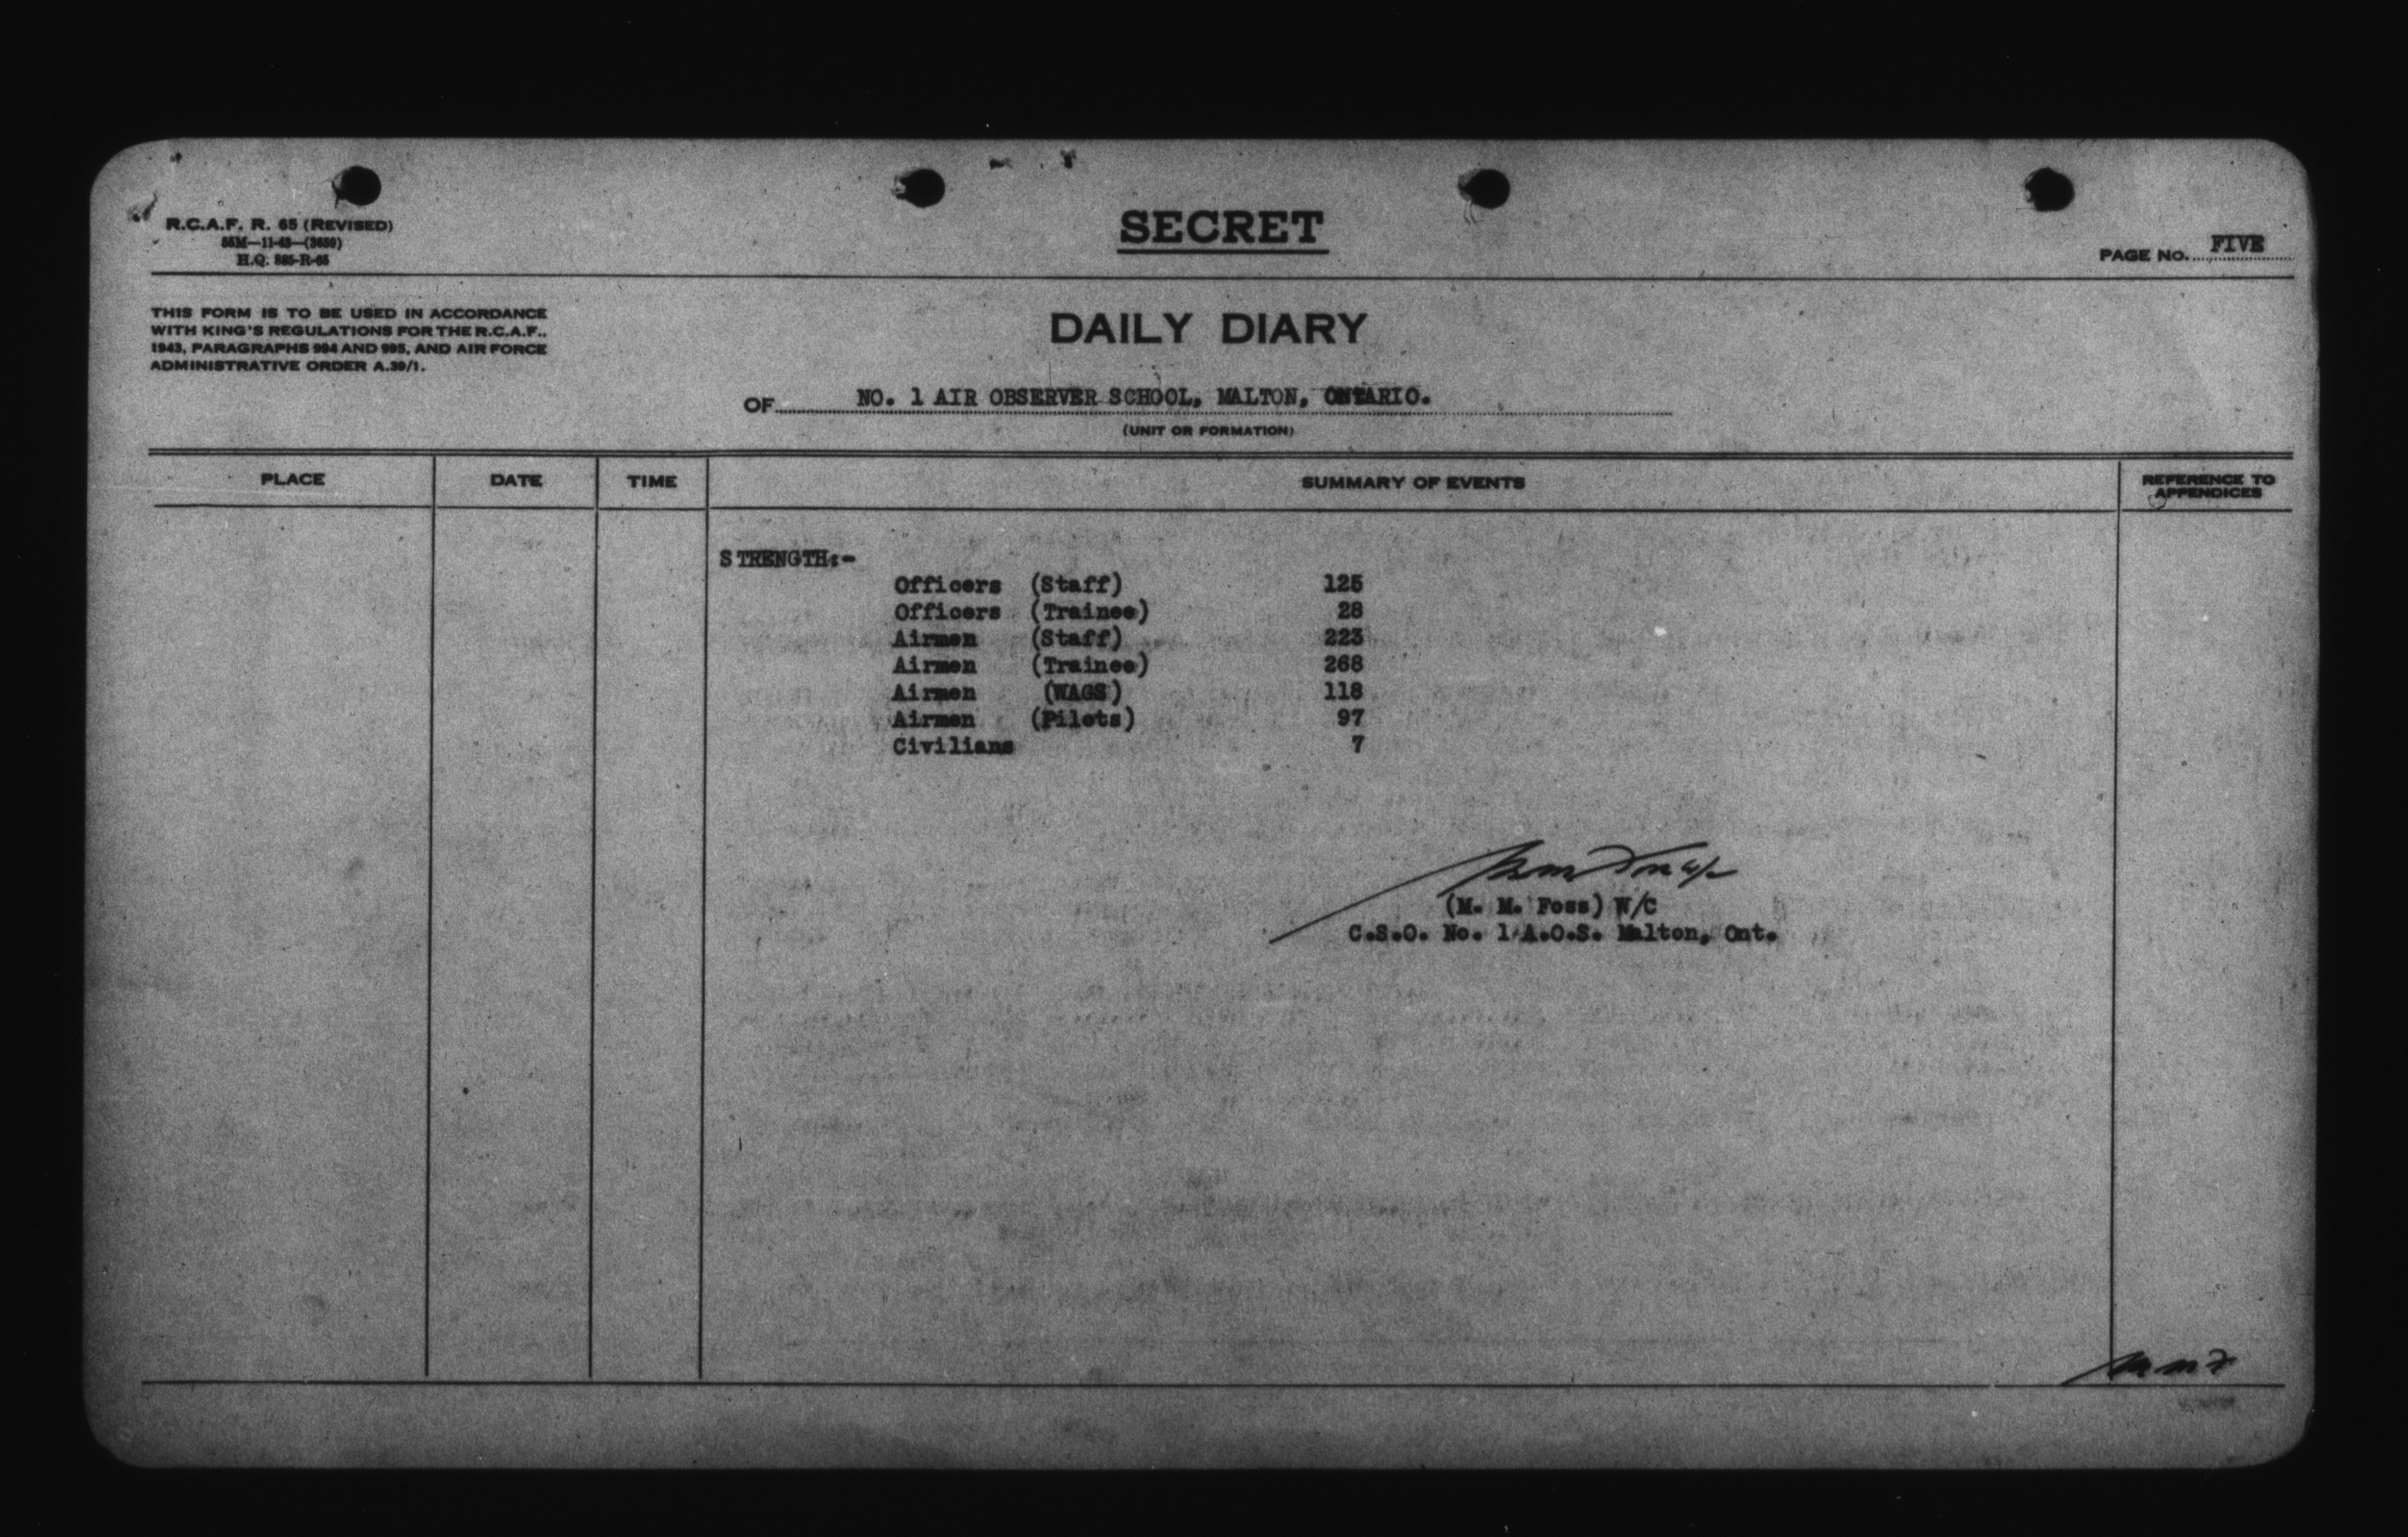 R.C.A.F. R. 65 (REVISED)
55M—11-43—(3650)
H.Q. 885-R-65
SECRET
PAGE NO. FIVE
THIS FORM IS TO BE USED IN ACCORDANCE
WITH KING'S REGULATIONS FOR THE R.C.A.F.,
1943, PARAGRAPHS 994 AND 995, AND AIR FORCE
ADMINISTRATIVE ORDER A.39/1.
DAILY DIARY
OF NO. 1 AIR OBSERVER SCHOOL, MALTON, ONTARIO.
(UNIT OR FORMATION)
PLACE DATE TIME SUMMARY OF EVENTS REFERENCE TO APPENDICES
STRENGTH:-
Officers (Staff) 125
Officers (Trainee) 28
Airmen (Staff) 223
Airmen (Trainee) 268
Airmen (WAGS) 118
Airmen (Pilots) 97
Civilians 7
(M. M. Foss) W/C
C.S.O. No. 1 A.O.S. Malton, Ont.